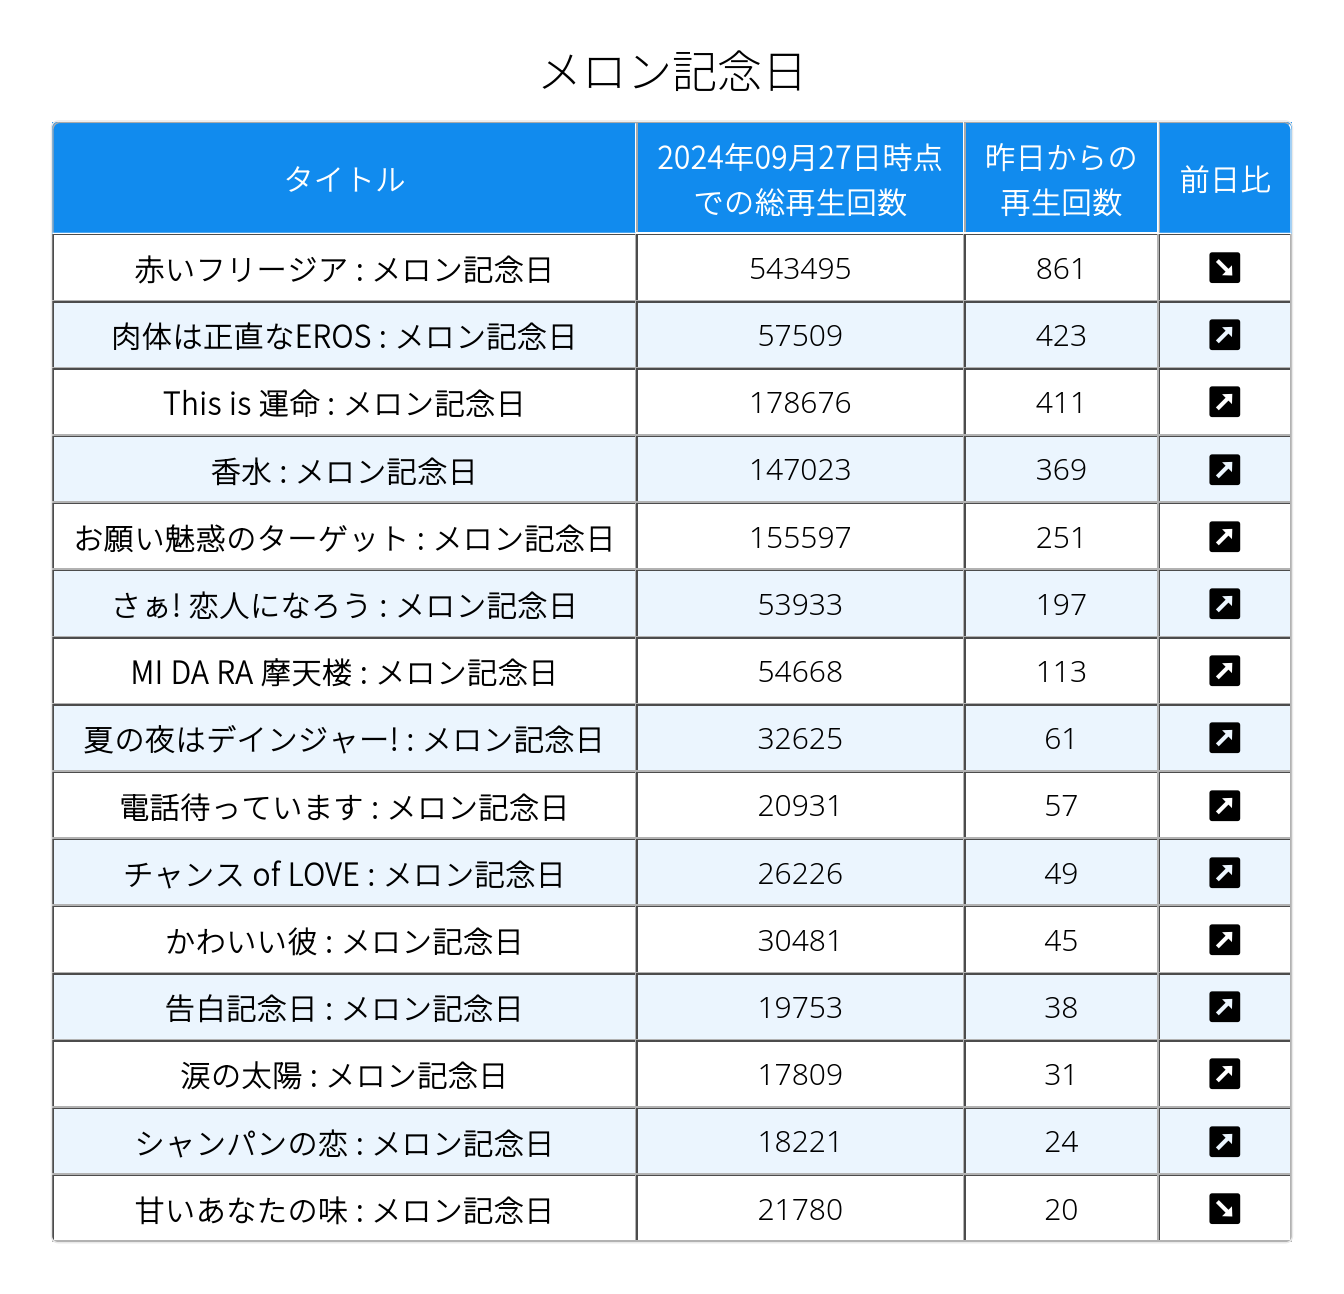 メロン記念日
タイトル 2024年09月27日時点での総再生回数 昨日からの再生回数 前日比
赤いフリージア : メロン記念日 543495 861 ↘
肉体は正直なEROS : メロン記念日 57509 423 ↗
This is 運命 : メロン記念日 178676 411 ↗
香水 : メロン記念日 147023 369 ↗
お願い魅惑のターゲット : メロン記念日 155597 251 ↗
さぁ! 恋人になろう : メロン記念日 53933 197 ↗
MI DA RA 摩天楼 : メロン記念日 54668 113 ↗
夏の夜はデインジャー! : メロン記念日 32625 61 ↗
電話待っています : メロン記念日 20931 57 ↗
チャンス of LOVE : メロン記念日 26226 49 ↗
かわいい彼 : メロン記念日 30481 45 ↗
告白記念日 : メロン記念日 19753 38 ↗
涙の太陽 : メロン記念日 17809 31 ↗
シャンパンの恋 : メロン記念日 18221 24 ↗
甘いあなたの味 : メロン記念日 21780 20 ↘